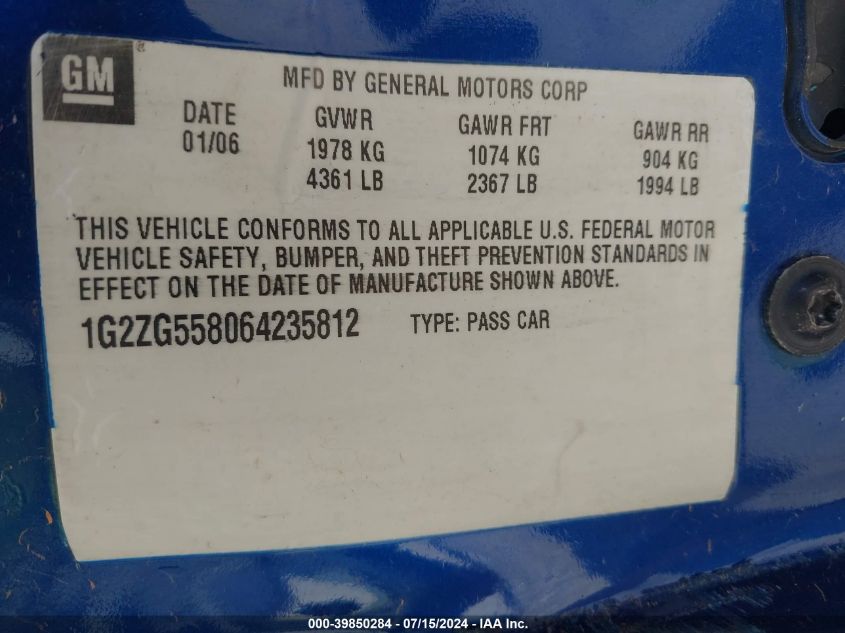 GM ®
MFD BY GENERAL MOTORS CORP
DATE GVWR GAWR FRT GAWR RR
01/06 1978 KG 1074 KG 904 KG
4361 LB 2367 LB 1994 LB
THIS VEHICLE CONFORMS TO ALL APPLICABLE U.S. FEDERAL MOTOR
VEHICLE SAFETY, BUMPER, AND THEFT PREVENTION STANDARDS IN
EFFECT ON THE DATE OF MANUFACTURE SHOWN ABOVE.
1G2ZG558064235812 TYPE: PASS CAR
000-39850284 - 07/15/2024 - IAA Inc.